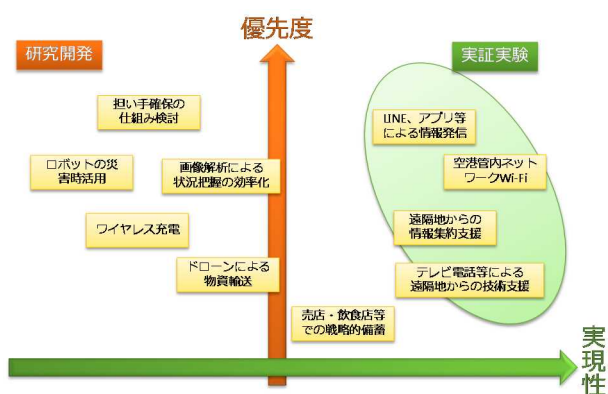 優先度
研究開発
実証実験
担い手確保の
仕組み検討
LINE、アプリ等
による情報発信
ロボットの災
害時活用
画像解析による
状況把握の効率化
空港管内ネット
ワークWi-Fi
ワイヤレス充電
遠隔地からの
情報集約支援
ドローンによる
物資輸送
テレビ電話等による
遠隔地からの技術支援
売店・飲食店等
での戦略的備蓄
実現性